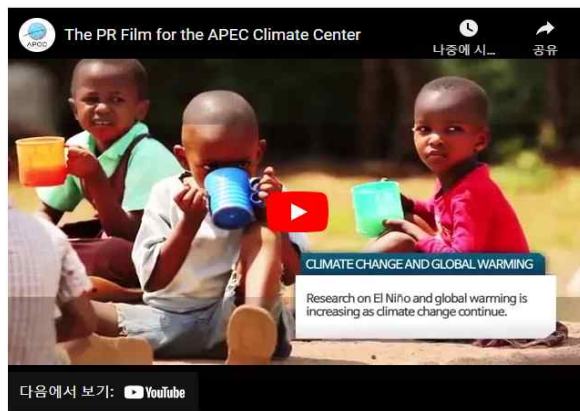 APCC
The PR Film for the APEC Climate Center
나중에 시...
공유
CLIMATE CHANGE AND GLOBAL WARMING
Research on El Niño and global warming is
increasing as climate change continue.
다음에서 보기: YouTube